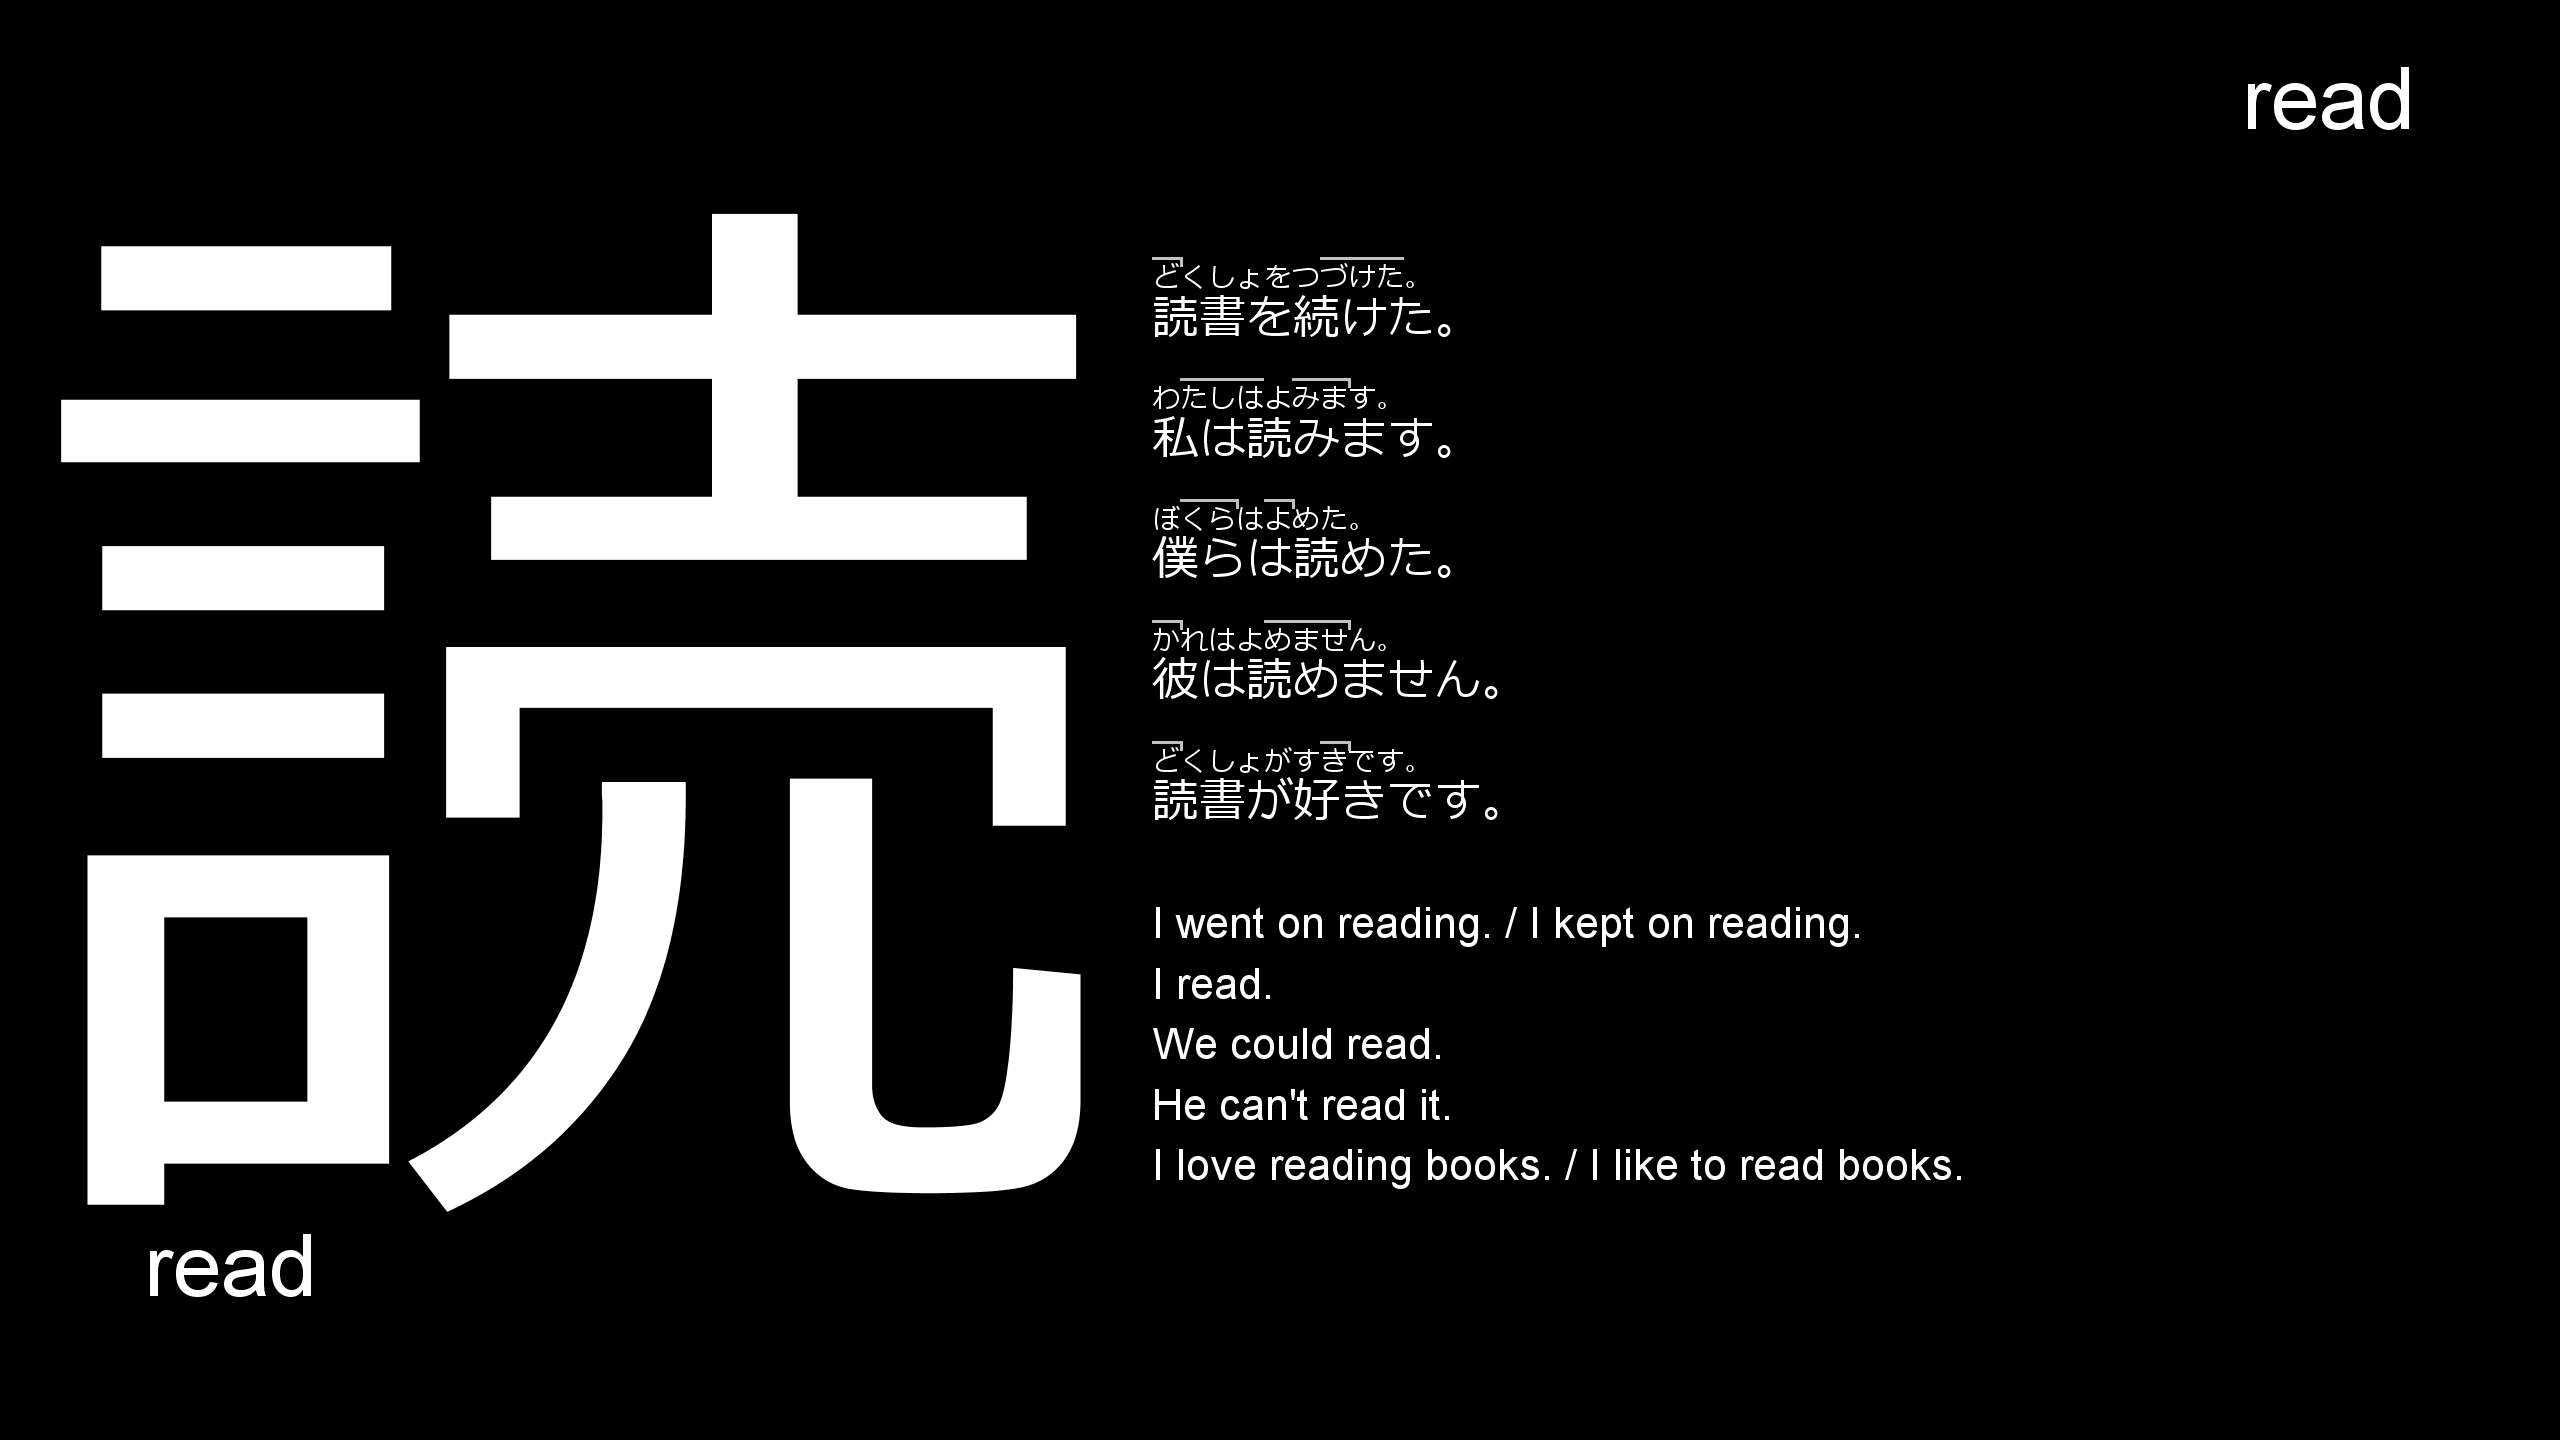 read
読
read
どくしょをつづけた。
読書を続けた。
わたしはよみます。
私は読みます。
ぼくらはよめた。
僕らは読めた。
かれはよめません。
彼は読めません。
どくしょがすきです。
読書が好きです。
I went on reading. / I kept on reading.
I read.
We could read.
He can't read it.
I love reading books. / I like to read books.